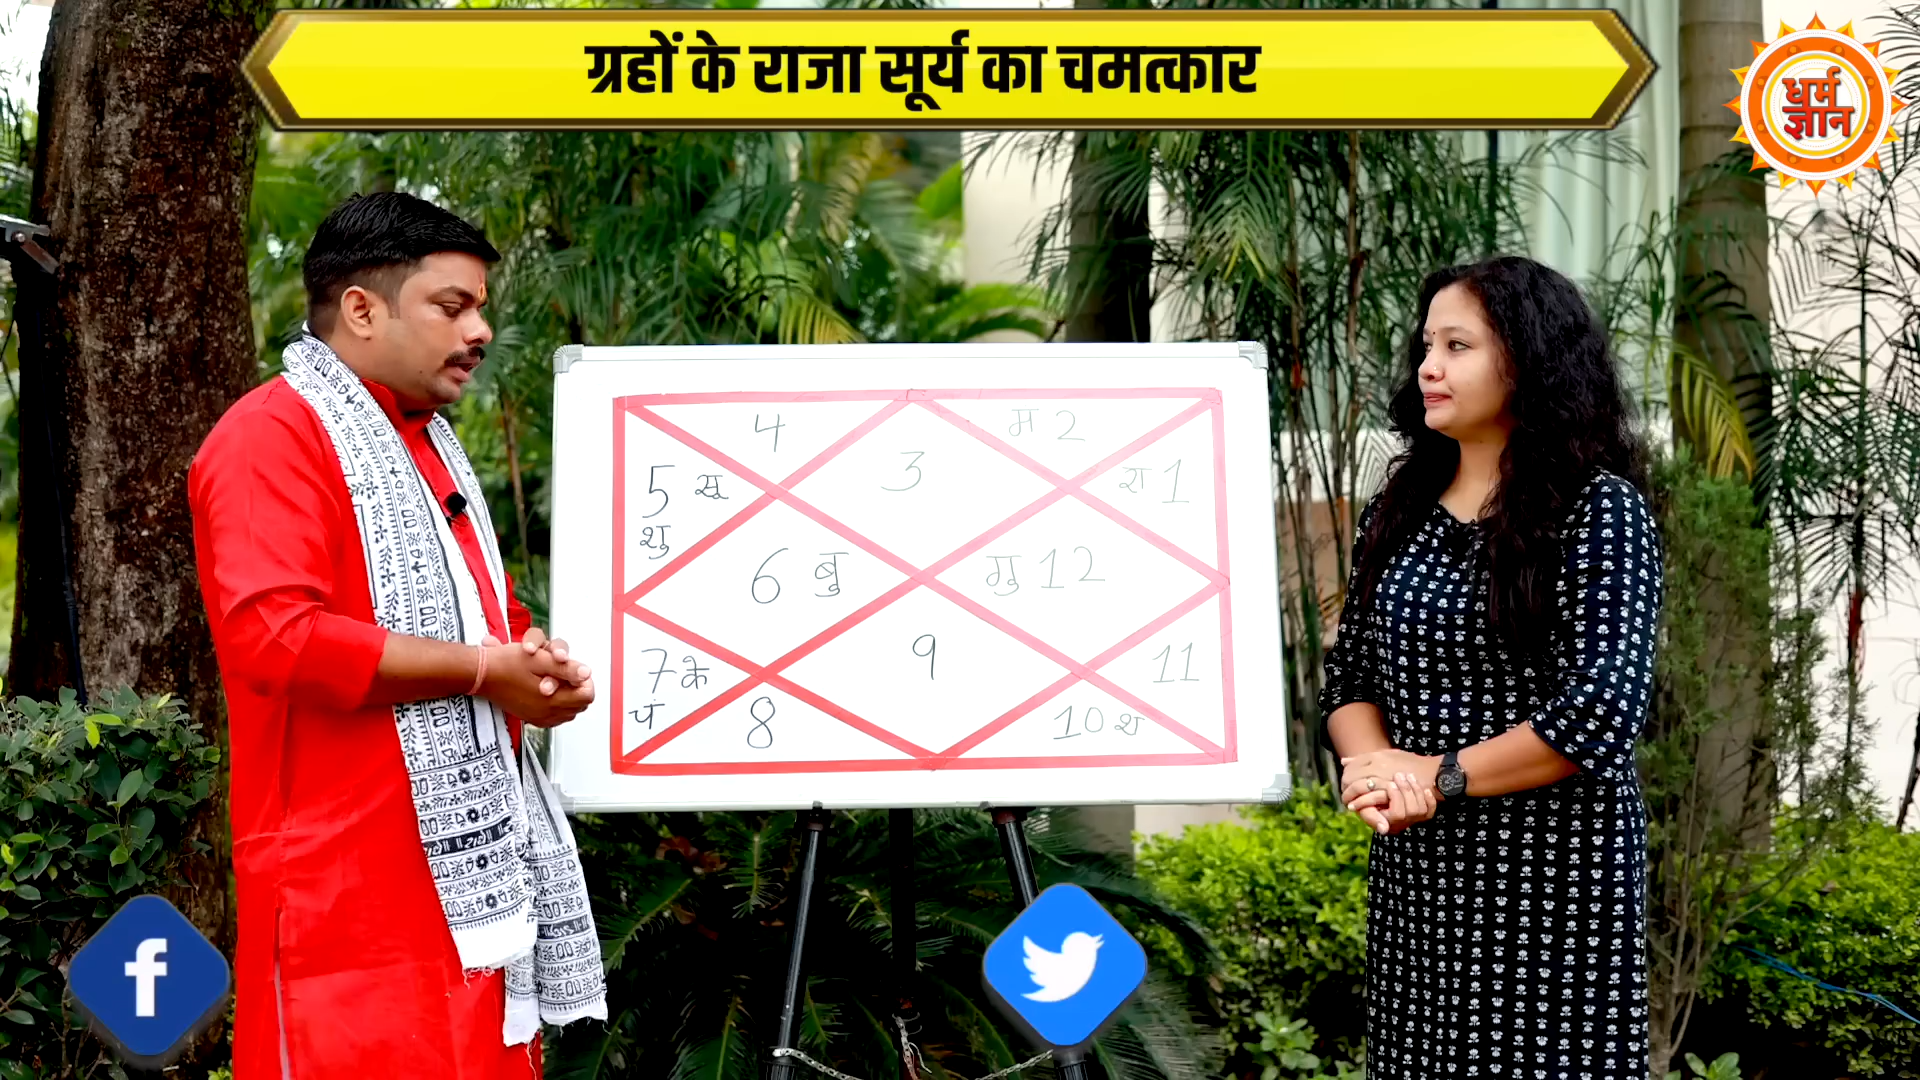 ग्रहों के राजा सूर्य का चमत्कार
धर्म
ज्ञान
4
म 2
3
5 सू
रा 1
शु
6 बु
गु 12
9
7 के
11
चं
8
10 श